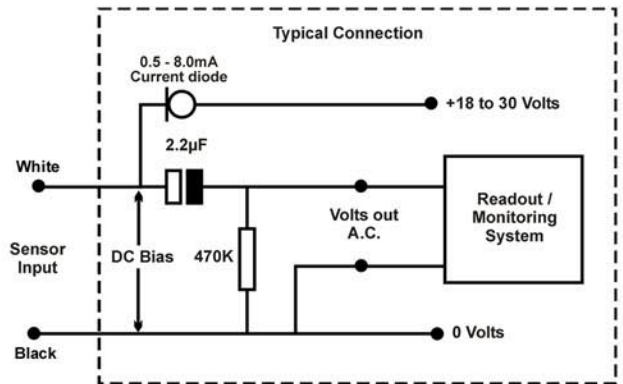 Typical Connection
0.5 - 8.0mA
Current diode
+18 to 30 Volts
2.2µF
White
Readout /
Monitoring
System
Volts out
A.C.
Sensor
Input
DC Bias
470K
0 Volts
Black